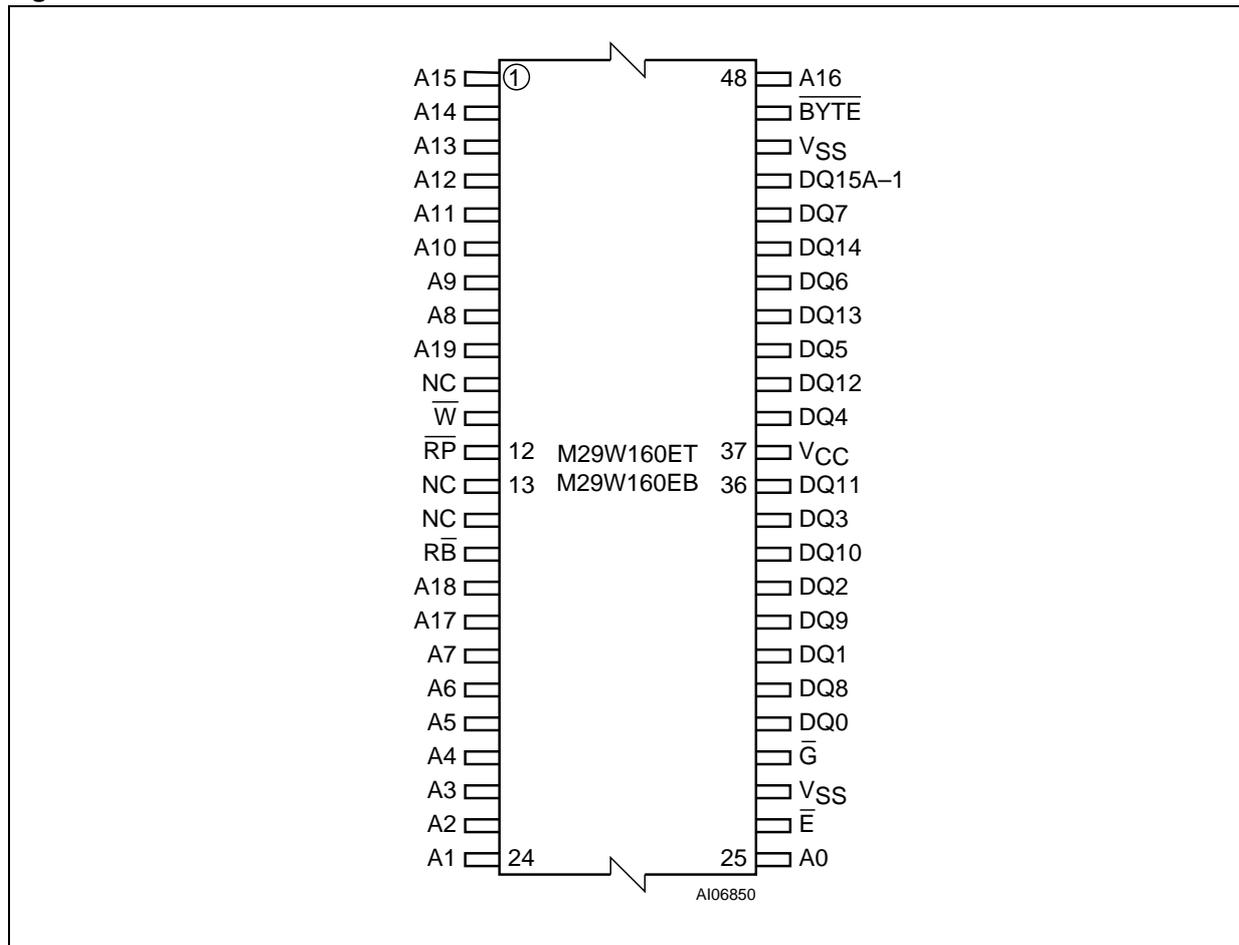 A15 1 48 A16
A14 B̅Y̅T̅E̅
A13 VSS
A12 DQ15A–1
A11 DQ7
A10 DQ14
A9 DQ6
A8 DQ13
A19 DQ5
NC DQ12
W̅ DQ4
R̅P̅ 12 M29W160ET 37 VCC
NC 13 M29W160EB 36 DQ11
NC DQ3
RB̅ DQ10
A18 DQ2
A17 DQ9
A7 DQ1
A6 DQ8
A5 DQ0
A4 G̅
A3 VSS
A2 E̅
A1 24 25 A0
AI06850